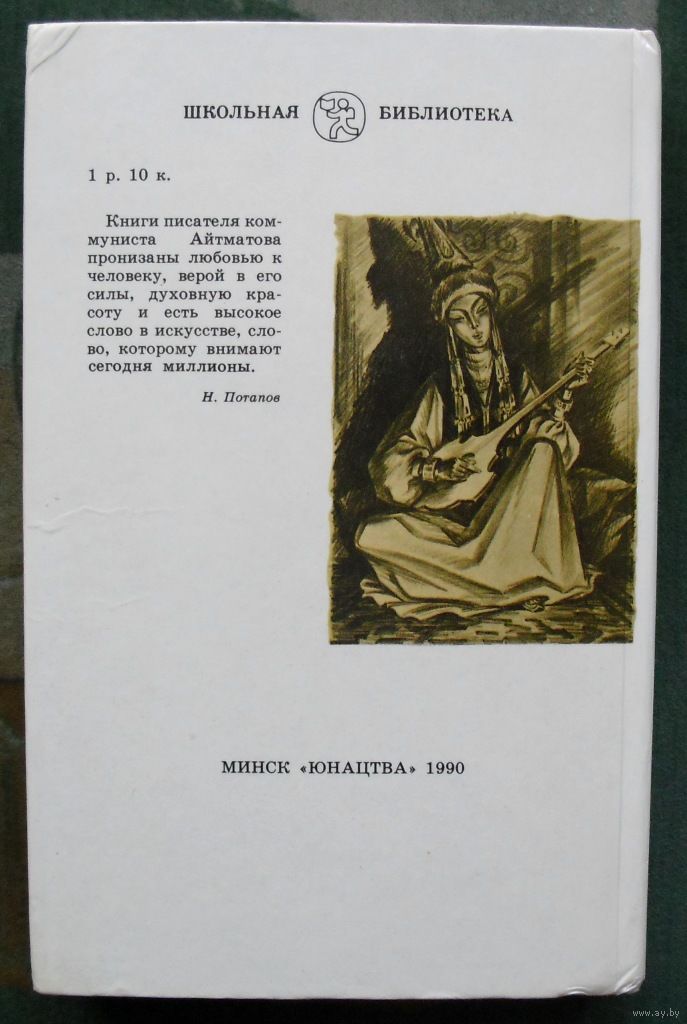 ШКОЛЬНАЯ БИБЛИОТЕКА
1 р. 10 к.
Книги писателя ком-
муниста Айтматова
пронизаны любовью к
человеку, верой в его
силы, духовную кра-
соту и есть высокое
слово в искусстве, сло-
во, которому внимают
сегодня миллионы.
Н. Потапов
МИНСК «ЮНАЦТВА» 1990
www.ay.by